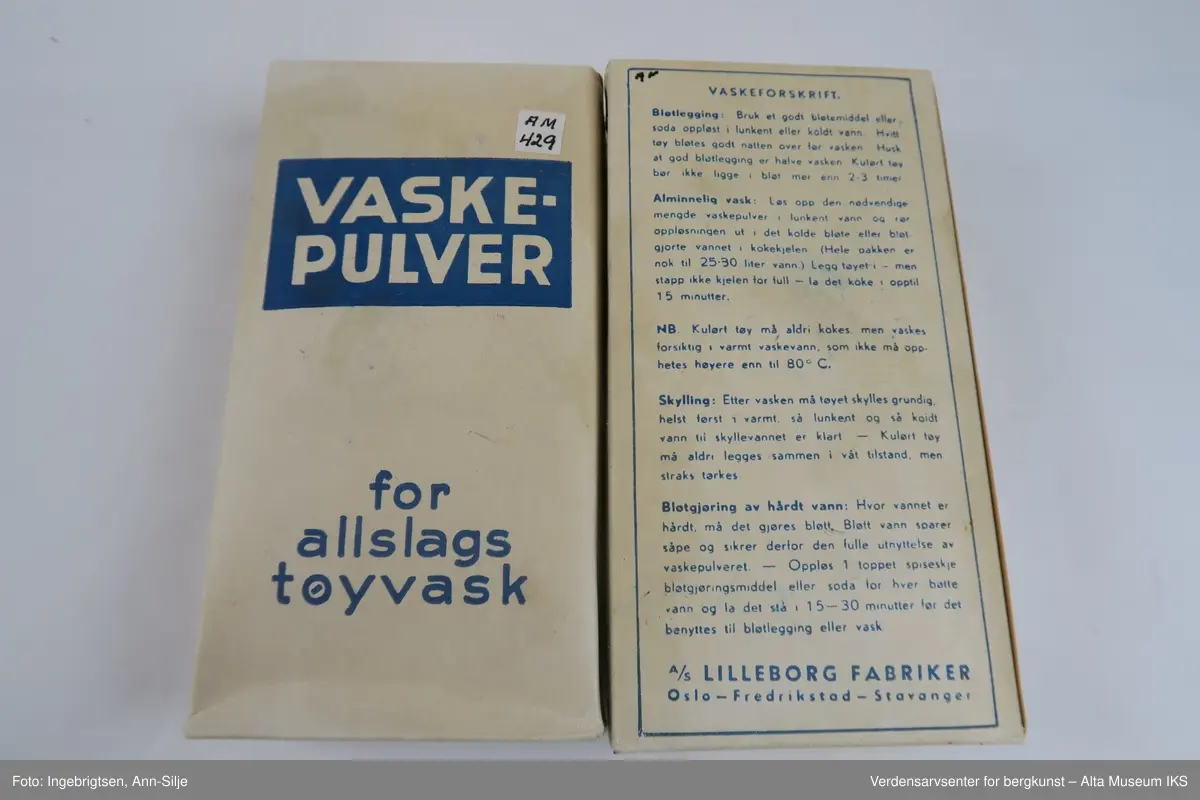 AM
429
VASKE-
PULVER
for
allslags
tøyvask
VASKEFORSKRIFT.
Bløtlegging: Bruk et godt bløtemiddel eller
soda oppløst i lunkent eller koldt vann. Hvitt
tøy bløtes godt natten over før vasken. Husk
at god bløtlegging er halve vasken. Kulørt tøy
bør ikke ligge i bløt mer enn 2-3 timer
Alminnelig vask: Løs opp den nødvendige
mengde vaskepulver i lunkent vann og rør
oppløsningen ut i det kolde bløte eller bløt-
gjorte vannet i kokekjelen. (Hele pakken er
nok til 25-30 liter vann.) Legg tøyet i – men
stapp ikke kjelen for full – la det koke i opptil
15 minutter.
NB. Kulørt tøy må aldri kokes, men vaskes
forsiktig i varmt vaskevann, som ikke må opp-
hetes høyere enn til 80° C.
Skylling: Etter vasken må tøyet skylles grundig,
helst først i varmt, så lunkent og så koldt
vann til skyllevannet er klart — Kulørt tøy
må aldri legges sammen i våt tilstand, men
straks tørkes
Bløtgjøring av hårdt vann: Hvor vannet er
hårdt, må det gjøres bløtt. Bløtt vann sparer
såpe og sikrer derfor den fulle utnyttelse av
vaskepulveret. — Oppløs 1 toppet spiseskje
bløtgjøringsmiddel eller soda for hver bøtte
vann og la det stå i 15—30 minutter før det
benyttes til bløtlegging eller vask
A/S LILLEBORG FABRIKER
Oslo — Fredrikstad — Stavanger
Foto: Ingebrigtsen, Ann-Silje
Verdensarvsenter for bergkunst – Alta Museum IKS